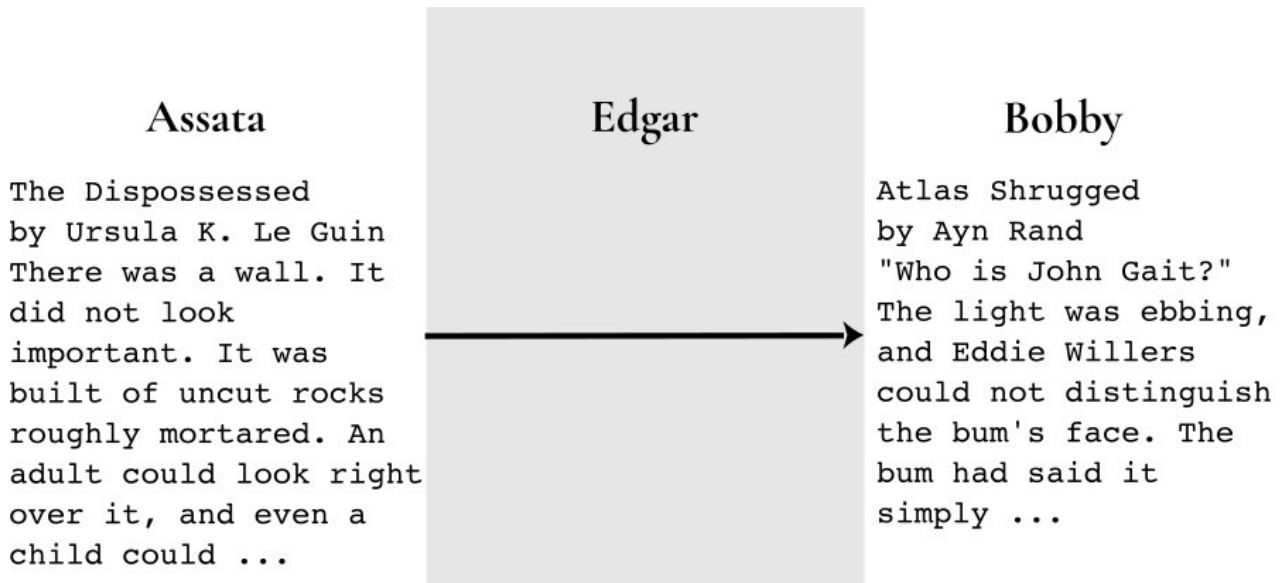 Assata
The Dispossessed
by Ursula K. Le Guin
There was a wall. It
did not look
important. It was
built of uncut rocks
roughly mortared. An
adult could look right
over it, and even a
child could ...
Edgar
Bobby
Atlas Shrugged
by Ayn Rand
"Who is John Gait?"
The light was ebbing,
and Eddie Willers
could not distinguish
the bum's face. The
bum had said it
simply ...